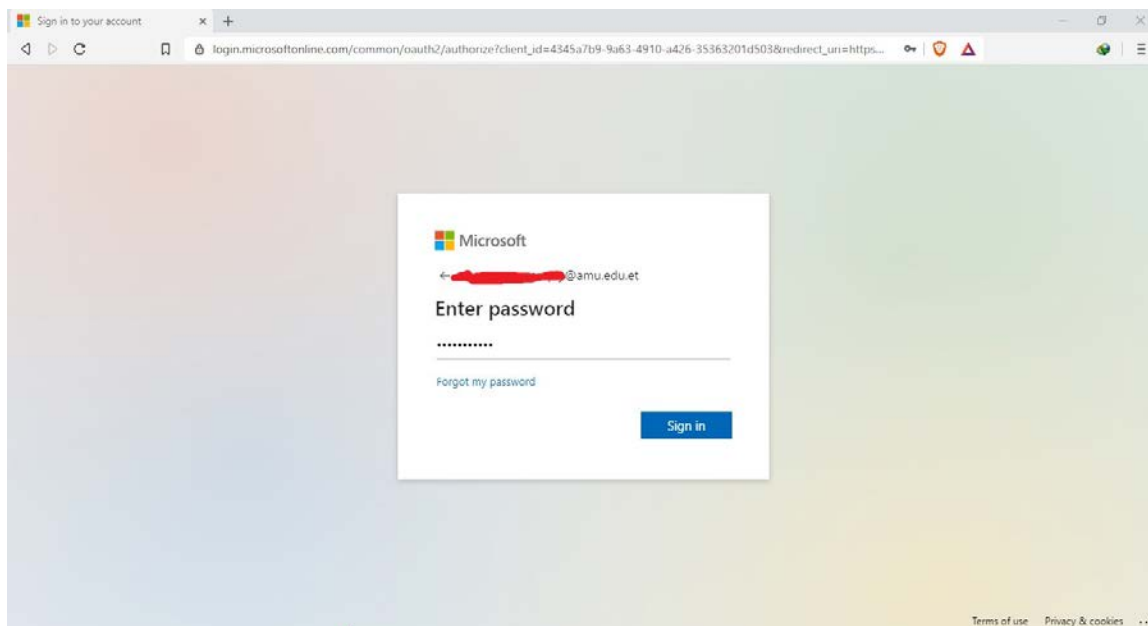 Sign in to your account
login.microsoftonline.com/common/oauth2/authorize?client_id=4345a7b9-9a63-4910-a426-35363201d503&redirect_uri=https...
Microsoft
@amu.edu.et
Enter password
Forgot my password
Sign in
Terms of use Privacy & cookies